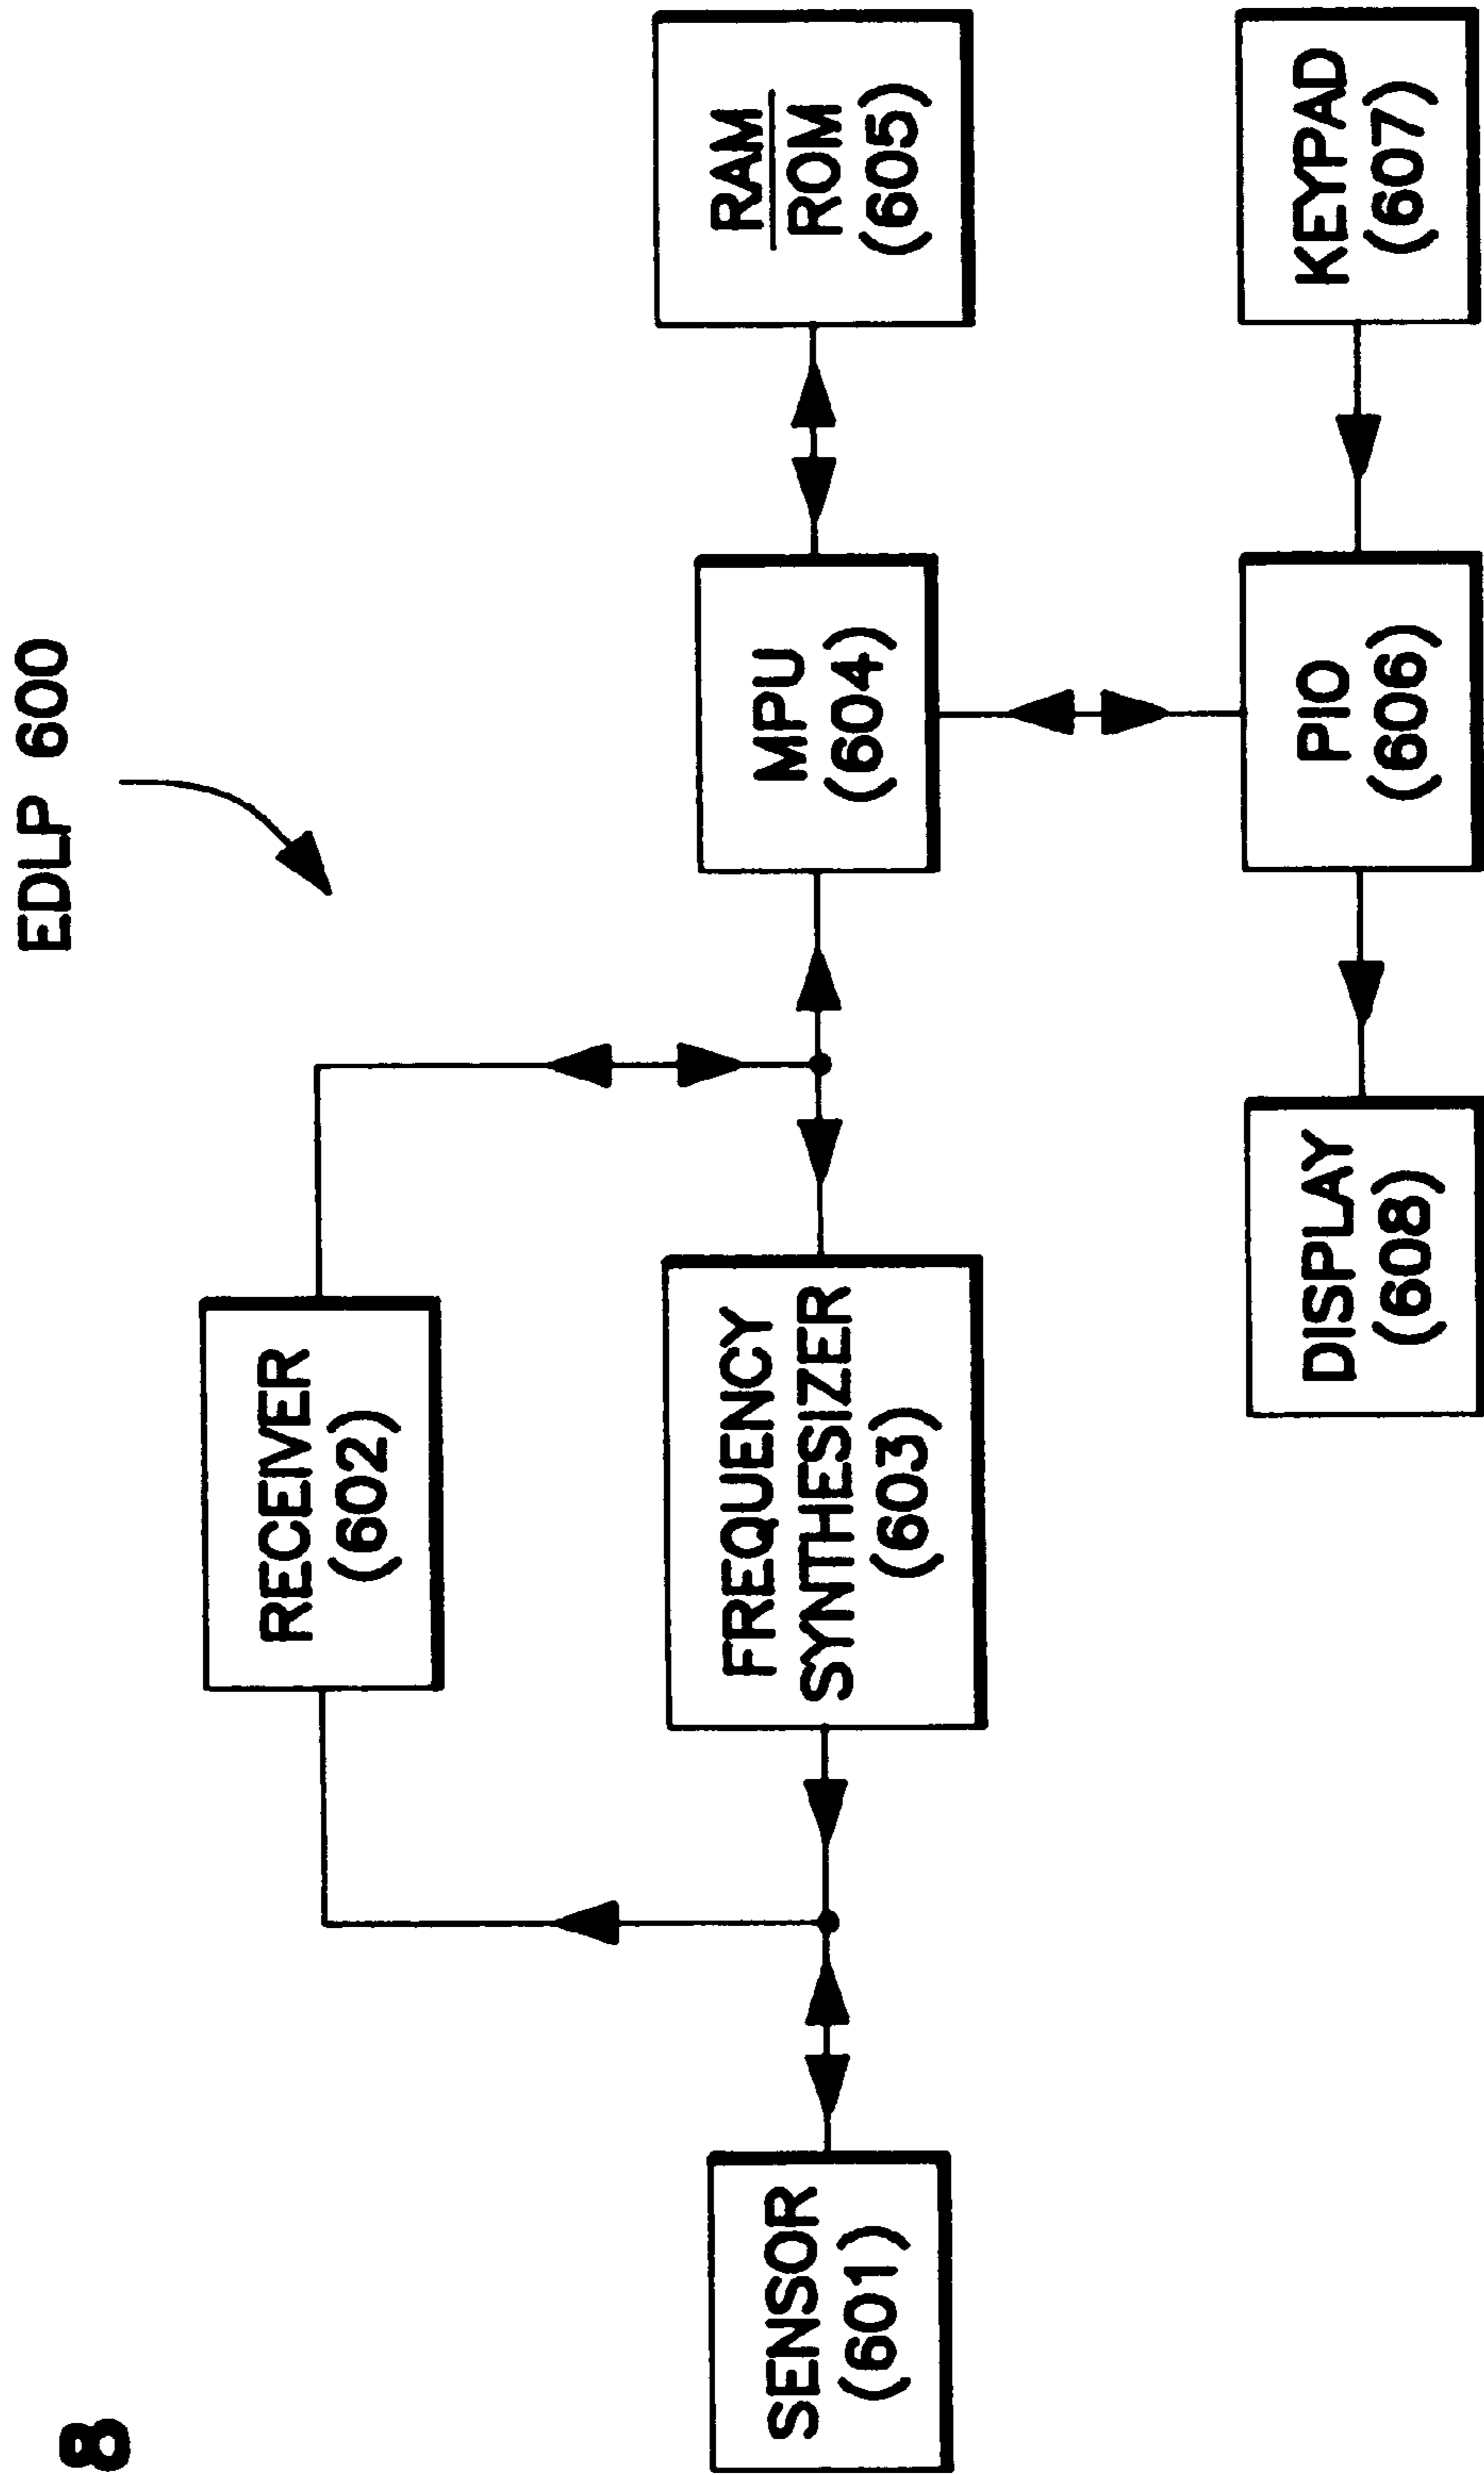 8
EDLP 600
RECEIVER
(602)
SENSOR
(601)
FREQUENCY
SYNTHESIZER
(603)
MPU
(604)
RAM
ROM
(605)
DISPLAY
(608)
PIO
(606)
KEYPAD
(607)